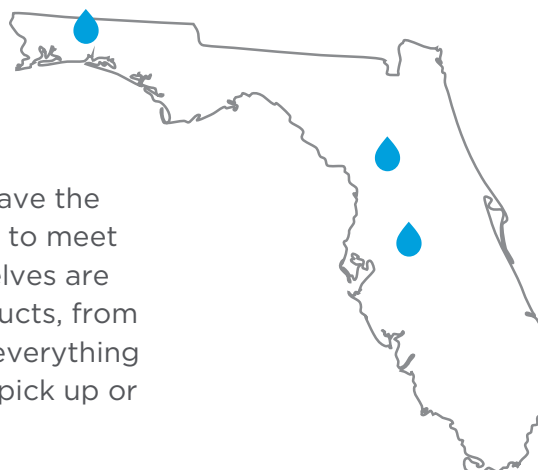 ave the
to meet
elves are
ucts, from
everything
pick up or